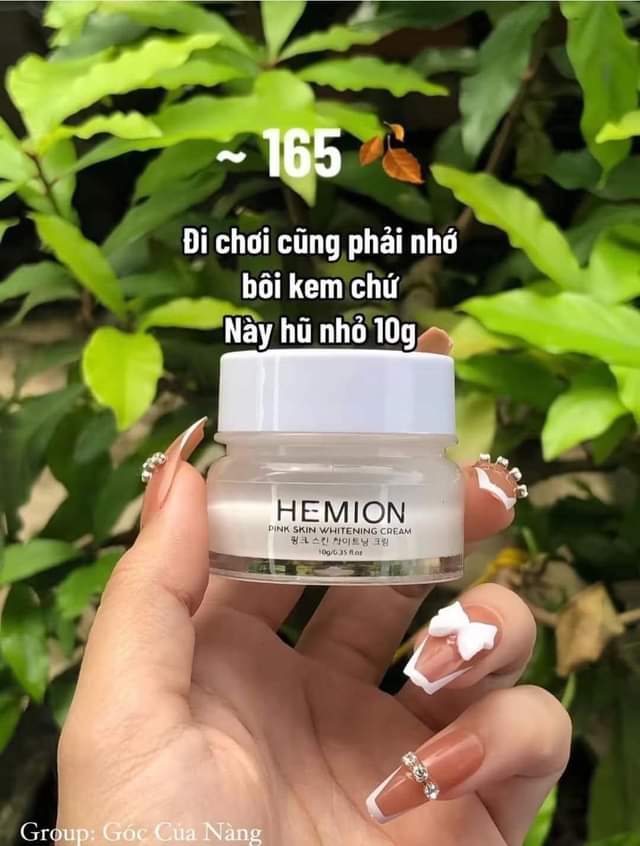 ~ 165
Đi chơi cũng phải nhớ
bôi kem chứ
Này hũ nhỏ 10g
HEMION
PINK SKIN WHITENING CREAM
핑크 스킨 화이트닝 크림
10g/0.35 fl.oz
Group: Góc Của Nàng